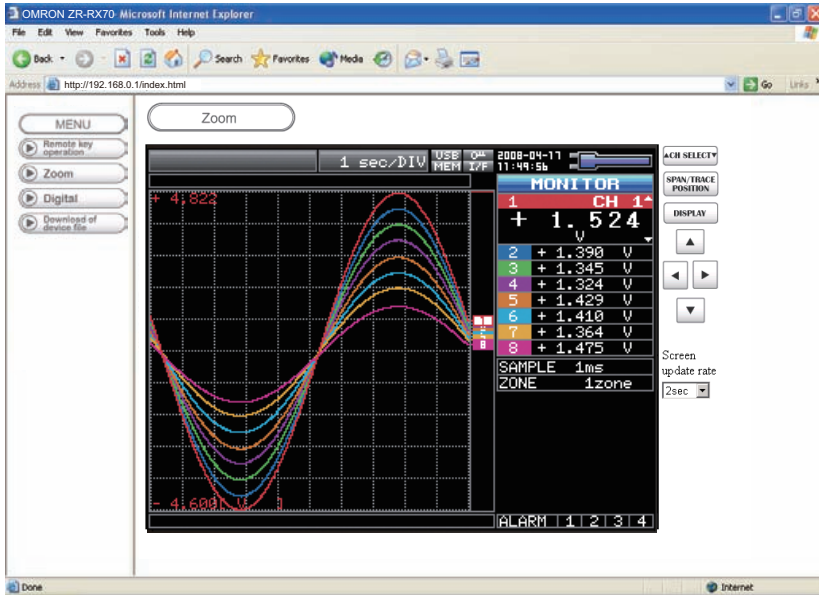 OMRON ZR-RX70- Microsoft Internet Explorer
File Edit View Favorites Tools Help
Back Search Favorites Media
Address http://192.168.0.1/index.html Go Links
MENU
Remote key operation
Zoom
Digital
Download of device file
Zoom
1 sec/DIV USB MEM I/F 2008-04-17 11:49:56
+ 4.822
- 4.600[ V ]
MONITOR
1 CH 1
+ 1.524
V
2 + 1.390 V
3 + 1.345 V
4 + 1.324 V
5 + 1.429 V
6 + 1.410 V
7 + 1.364 V
8 + 1.475 V
SAMPLE 1ms
ZONE 1zone
ALARM 1 2 3 4
1
8
▲CH SELECT▼
SPAN/TRACE POSITION
DISPLAY
Screen update rate
2sec
Done
Internet